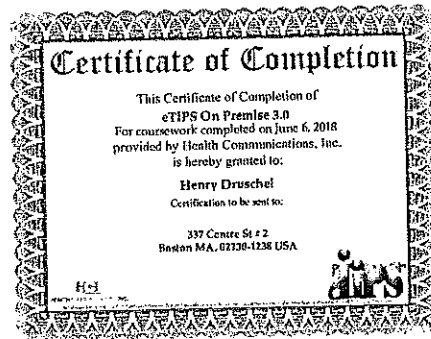 Certificate of Completion
This Certificate of Completion of
eTIPS On Premise 3.0
For coursework completed on June 6, 2018
provided by Health Communications, Inc.
is hereby granted to:
Henry Druschel
Certification to be sent to:
337 Centre St # 2
Boston MA, 02130-1238 USA